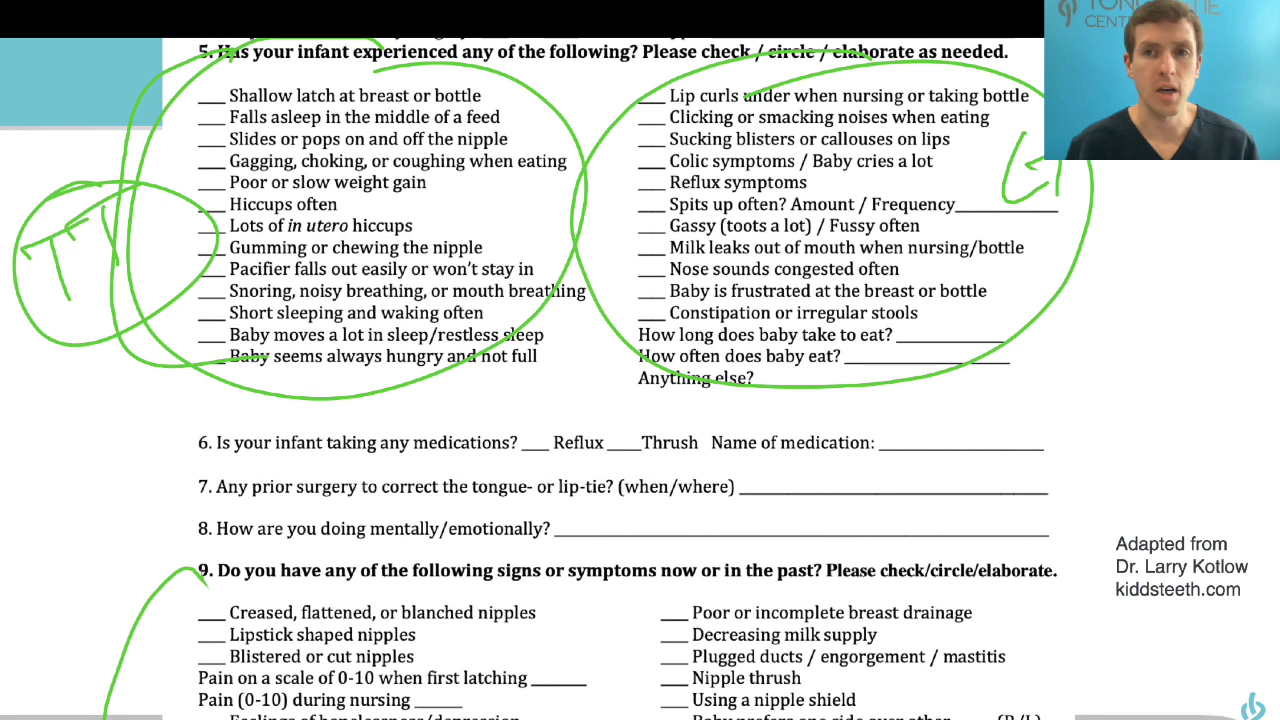 5. Has your infant experienced any of the following? Please check / circle / elaborate as needed.
___ Shallow latch at breast or bottle
___ Falls asleep in the middle of a feed
___ Slides or pops on and off the nipple
___ Gagging, choking, or coughing when eating
___ Poor or slow weight gain
___ Hiccups often
___ Lots of in utero hiccups
___ Gumming or chewing the nipple
___ Pacifier falls out easily or won’t stay in
___ Snoring, noisy breathing, or mouth breathing
___ Short sleeping and waking often
___ Baby moves a lot in sleep/restless sleep
___ Baby seems always hungry and not full
___ Lip curls under when nursing or taking bottle
___ Clicking or smacking noises when eating
___ Sucking blisters or callouses on lips
___ Colic symptoms / Baby cries a lot
___ Reflux symptoms
___ Spits up often? Amount / Frequency___________
___ Gassy (toots a lot) / Fussy often
___ Milk leaks out of mouth when nursing/bottle
___ Nose sounds congested often
___ Baby is frustrated at the breast or bottle
___ Constipation or irregular stools
How long does baby take to eat? ___________
How often does baby eat? _________________
Anything else?
6. Is your infant taking any medications? ___ Reflux ____Thrush Name of medication: _________________
7. Any prior surgery to correct the tongue- or lip-tie? (when/where) ________________________________
8. How are you doing mentally/emotionally? ____________________________________________________
9. Do you have any of the following signs or symptoms now or in the past? Please check/circle/elaborate.
___ Creased, flattened, or blanched nipples
___ Lipstick shaped nipples
___ Blistered or cut nipples
Pain on a scale of 0-10 when first latching ______
Pain (0-10) during nursing _____
Feelings of hopelessness/depression
___ Poor or incomplete breast drainage
___ Decreasing milk supply
___ Plugged ducts / engorgement / mastitis
___ Nipple thrush
___ Using a nipple shield
Baby prefers one side over other ____ (R/L)
Adapted from
Dr. Larry Kotlow
kiddsteeth.com